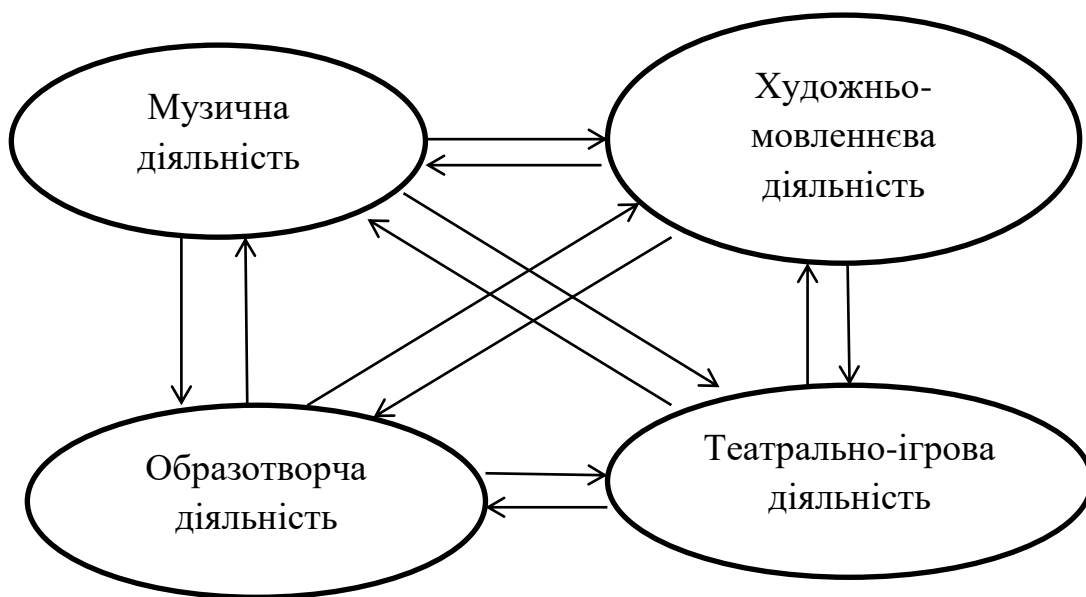 Музична
діяльність
Художньо-
мовленнєва
діяльність
Образотворча
діяльність
Театрально-ігрова
діяльність